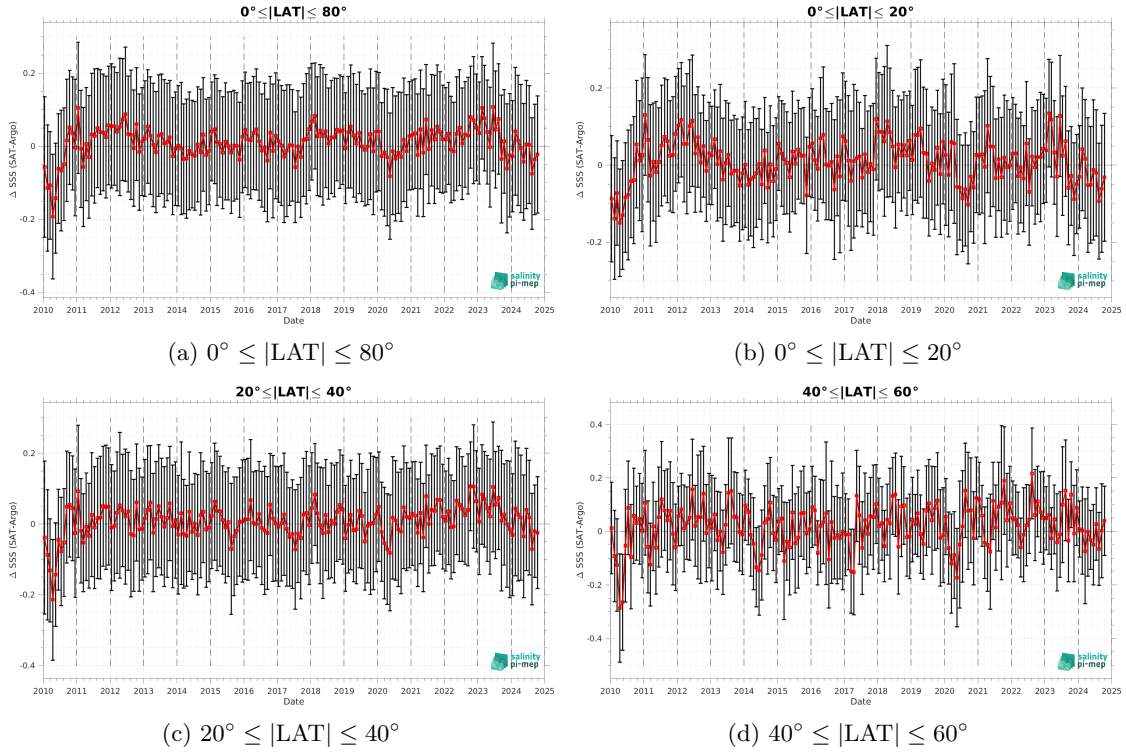 0°≤|LAT|≤ 80°
Δ SSS (SAT-Argo)
0.2
0
-0.2
-0.4
salinity
pi-mep
2010 2011 2012 2013 2014 2015 2016 2017 2018 2019 2020 2021 2022 2023 2024 2025
Date
(a) 0° ≤ |LAT| ≤ 80°
0°≤|LAT|≤ 20°
Δ SSS (SAT-Argo)
0.2
0
-0.2
salinity
pi-mep
2010 2011 2012 2013 2014 2015 2016 2017 2018 2019 2020 2021 2022 2023 2024 2025
Date
(b) 0° ≤ |LAT| ≤ 20°
20°≤|LAT|≤ 40°
Δ SSS (SAT-Argo)
0.2
0
-0.2
-0.4
salinity
pi-mep
2010 2011 2012 2013 2014 2015 2016 2017 2018 2019 2020 2021 2022 2023 2024 2025
Date
(c) 20° ≤ |LAT| ≤ 40°
40°≤|LAT|≤ 60°
Δ SSS (SAT-Argo)
0.4
0.2
0
-0.2
-0.4
salinity
pi-mep
2010 2011 2012 2013 2014 2015 2016 2017 2018 2019 2020 2021 2022 2023 2024 2025
Date
(d) 40° ≤ |LAT| ≤ 60°